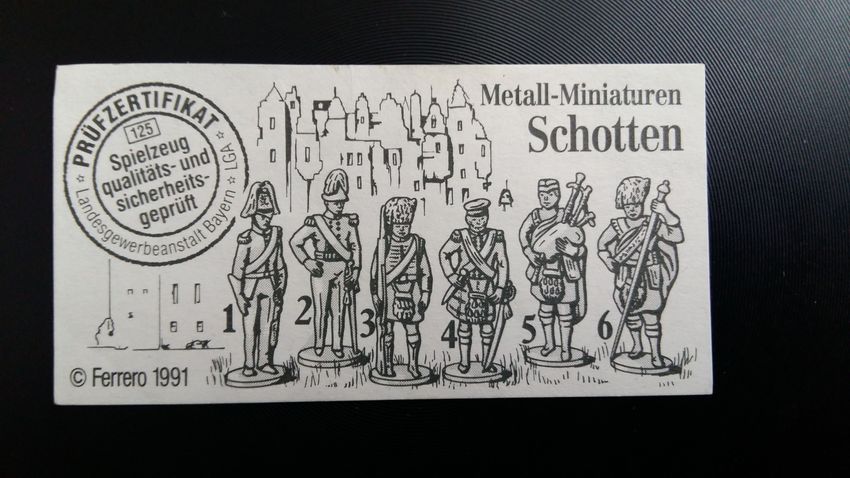 PRÜFZERTIFIKAT
125
Spielzeug
qualitäts- und
sicherheits-
geprüft
☆ Landesgewerbeanstalt Bayern ☆ LGA ☆
Metall-Miniaturen
Schotten
1 2 3 4 5 6
© Ferrero 1991